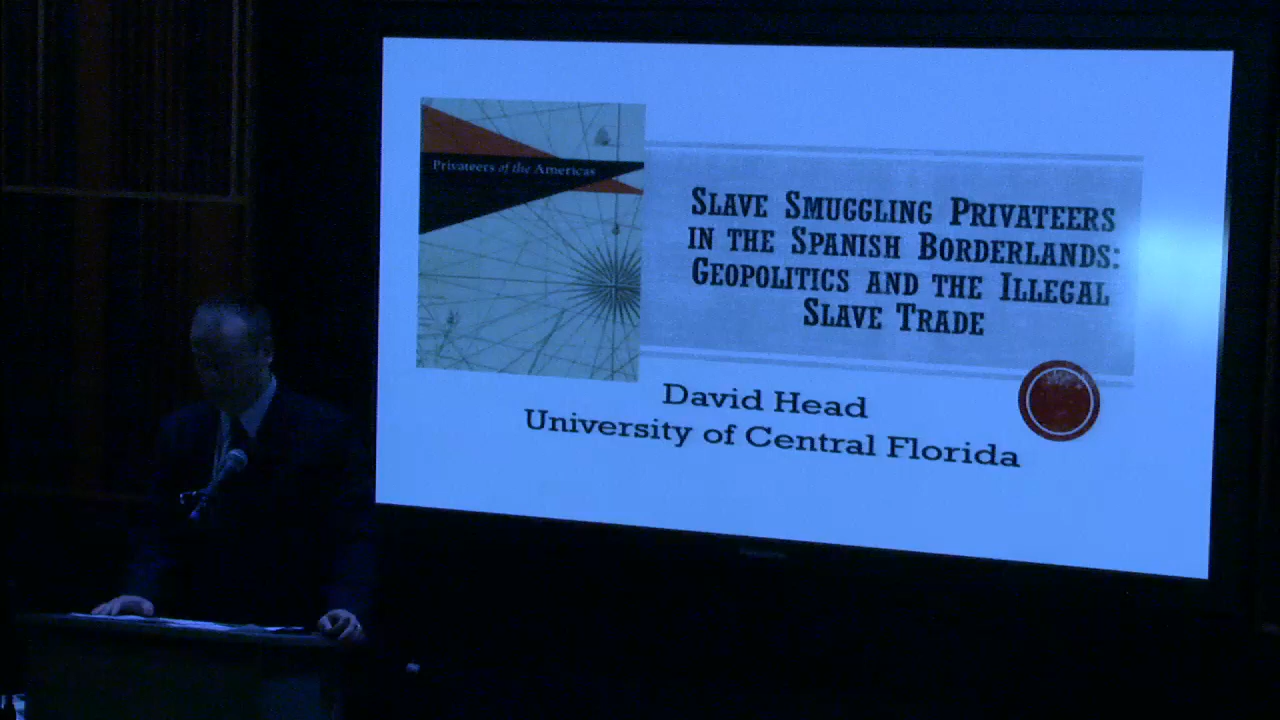 Privateers of the Americas
SLAVE SMUGGLING PRIVATEERS
IN THE SPANISH BORDERLANDS:
GEOPOLITICS AND THE ILLEGAL
SLAVE TRADE
David Head
University of Central Florida